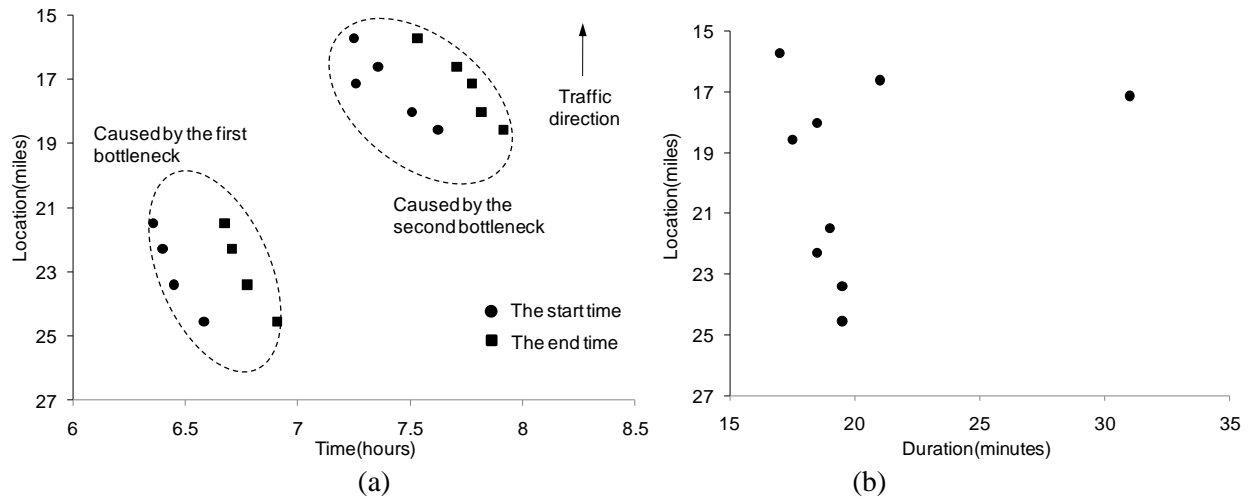 15
17
19
21
23
25
27
Location(miles)
6
6.5
7
7.5
8
8.5
Time(hours)
Caused by the first
bottleneck
Caused by the
second bottleneck
Traffic
direction
The start time
The end time
(a)
15
17
19
21
23
25
27
Location(miles)
15
20
25
30
35
Duration(minutes)
(b)